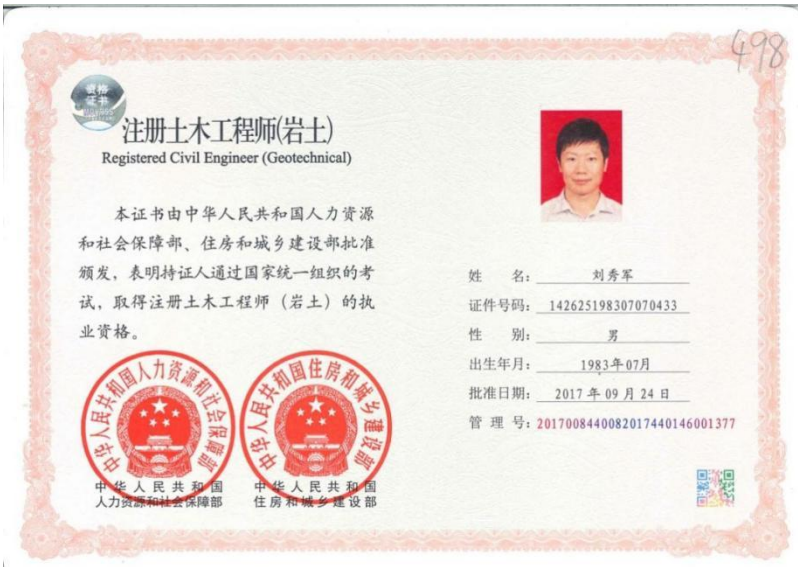 498
资格
证书
注册土木工程师(岩土)
Registered Civil Engineer (Geotechnical)
本证书由中华人民共和国人力资源
和社会保障部、住房和城乡建设部批准
颁发，表明持证人通过国家统一组织的考
试，取得注册土木工程师（岩土）的执
业资格。
中华人民共和国人力资源和社会保障部
中华人民共和国住房和城乡建设部
中华人民共和国
人力资源和社会保障部
中华人民共和国
住房和城乡建设部
姓 名: 刘秀军
证件号码: 142625198307070433
性 别: 男
出生年月: 1983年07月
批准日期: 2017 年 09 月 24 日
管 理 号: 2017008440082017440146001377